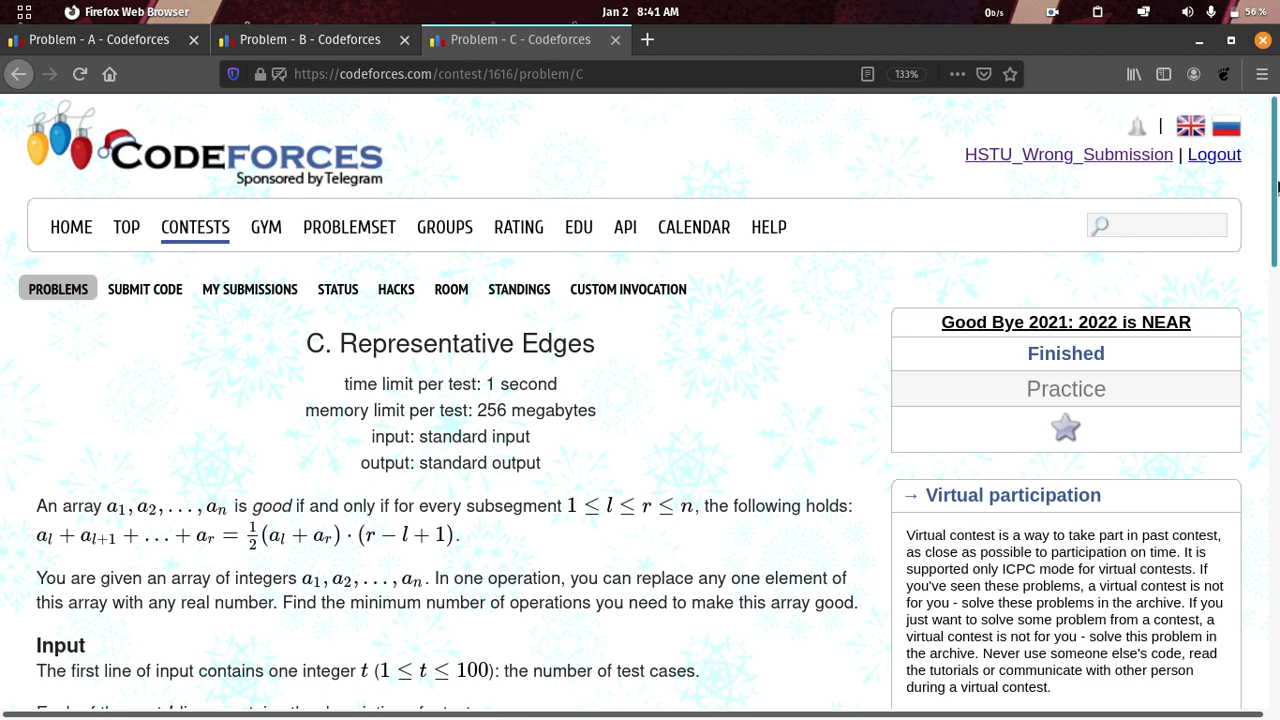 Firefox Web Browser
Jan 2 8:41 AM
0b/s
56 %
Problem - A - Codeforces
Problem - B - Codeforces
Problem - C - Codeforces
https://codeforces.com/contest/1616/problem/C
133%
CODEFORCES
Sponsored by Telegram
HSTU_Wrong_Submission | Logout
HOME TOP CONTESTS GYM PROBLEMSET GROUPS RATING EDU API CALENDAR HELP
PROBLEMS SUBMIT CODE MY SUBMISSIONS STATUS HACKS ROOM STANDINGS CUSTOM INVOCATION
C. Representative Edges
time limit per test: 1 second
memory limit per test: 256 megabytes
input: standard input
output: standard output
An array a₁, a₂, …, aₙ is good if and only if for every subsegment 1 ≤ l ≤ r ≤ n, the following holds:
aₗ + aₗ₊₁ + … + aᵣ = ½(aₗ + aᵣ) · (r − l + 1).
You are given an array of integers a₁, a₂, …, aₙ. In one operation, you can replace any one element of
this array with any real number. Find the minimum number of operations you need to make this array good.
Input
The first line of input contains one integer t (1 ≤ t ≤ 100): the number of test cases.
Good Bye 2021: 2022 is NEAR
Finished
Practice
→ Virtual participation
Virtual contest is a way to take part in past contest,
as close as possible to participation on time. It is
supported only ICPC mode for virtual contests. If
you've seen these problems, a virtual contest is not
for you - solve these problems in the archive. If you
just want to solve some problem from a contest, a
virtual contest is not for you - solve this problem in
the archive. Never use someone else's code, read
the tutorials or communicate with other person
during a virtual contest.